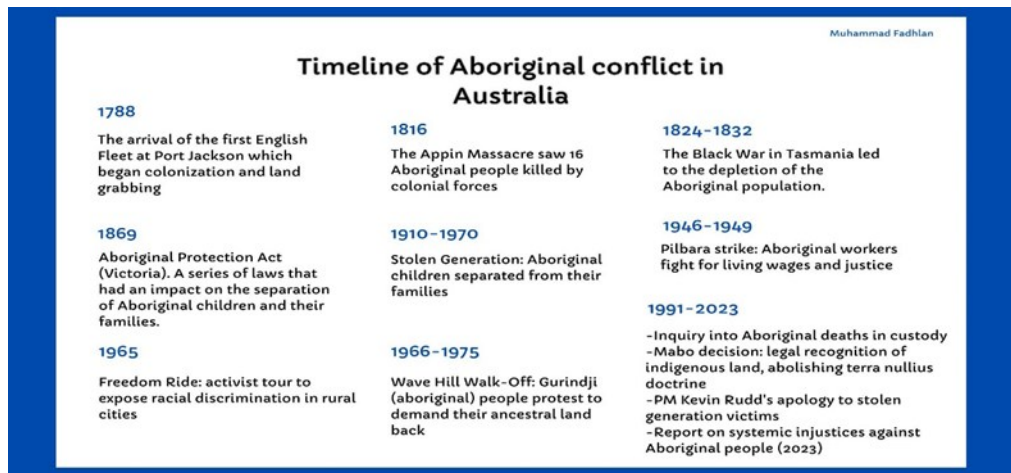 Muhammad Fadhlan
Timeline of Aboriginal conflict in
Australia
1788
The arrival of the first English
Fleet at Port Jackson which
began colonization and land
grabbing
1816
The Appin Massacre saw 16
Aboriginal people killed by
colonial forces
1824-1832
The Black War in Tasmania led
to the depletion of the
Aboriginal population.
1869
Aboriginal Protection Act
(Victoria). A series of laws that
had an impact on the separation
of Aboriginal children and their
families.
1910-1970
Stolen Generation: Aboriginal
children separated from their
families
1946-1949
Pilbara strike: Aboriginal workers
fight for living wages and justice
1965
Freedom Ride: activist tour to
expose racial discrimination in rural
cities
1966-1975
Wave Hill Walk-Off: Gurindji
(aboriginal) people protest to
demand their ancestral land
back
1991-2023
-Inquiry into Aboriginal deaths in custody
-Mabo decision: legal recognition of
indigenous land, abolishing terra nullius
doctrine
-PM Kevin Rudd's apology to stolen
generation victims
-Report on systemic injustices against
Aboriginal people (2023)